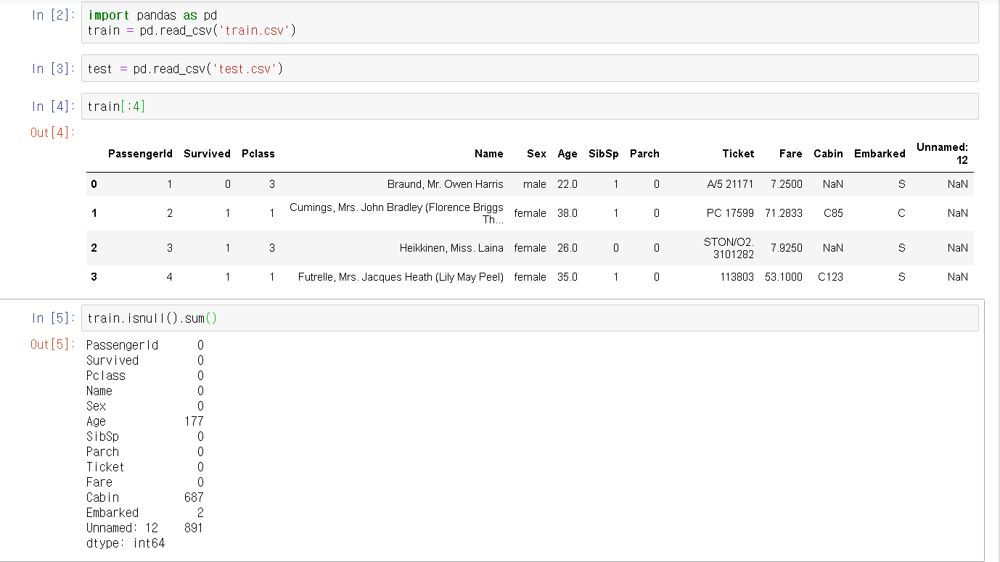 In [2]: import pandas as pd
train = pd.read_csv('train.csv')
In [3]: test = pd.read_csv('test.csv')
In [4]: train[:4]
Out[4]:
PassengerId Survived Pclass Name Sex Age SibSp Parch Ticket Fare Cabin Embarked Unnamed: 12
0 1 0 3 Braund, Mr. Owen Harris male 22.0 1 0 A/5 21171 7.2500 NaN S NaN
1 2 1 1 Cumings, Mrs. John Bradley (Florence Briggs Th... female 38.0 1 0 PC 17599 71.2833 C85 C NaN
2 3 1 3 Heikkinen, Miss. Laina female 26.0 0 0 STON/O2. 3101282 7.9250 NaN S NaN
3 4 1 1 Futrelle, Mrs. Jacques Heath (Lily May Peel) female 35.0 1 0 113803 53.1000 C123 S NaN
In [5]: train.isnull().sum()
Out[5]: PassengerId 0
Survived 0
Pclass 0
Name 0
Sex 0
Age 177
SibSp 0
Parch 0
Ticket 0
Fare 0
Cabin 687
Embarked 2
Unnamed: 12 891
dtype: int64